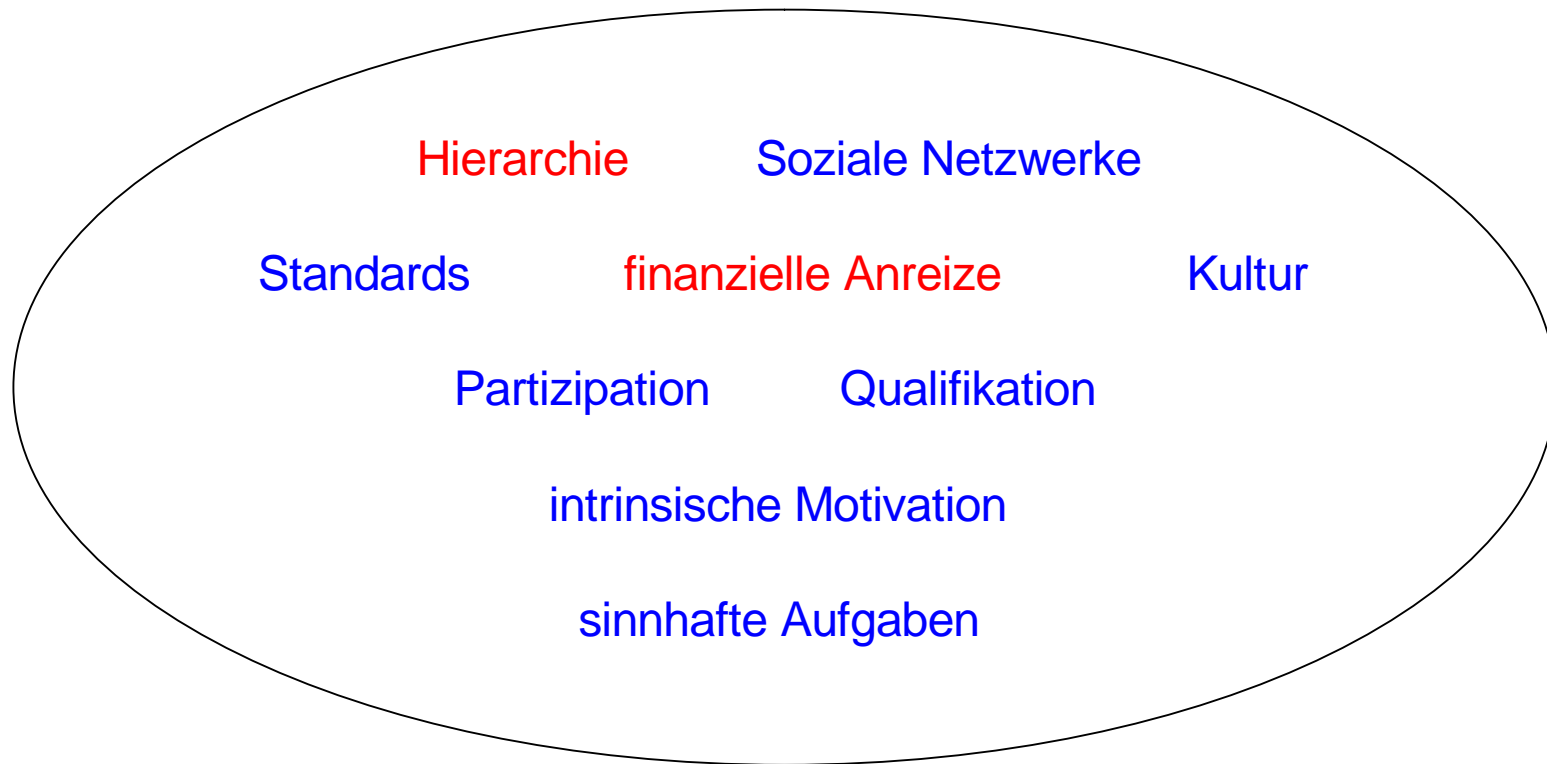 Hierarchie Soziale Netzwerke
Standards finanzielle Anreize Kultur
Partizipation Qualifikation
intrinsische Motivation
sinnhafte Aufgaben